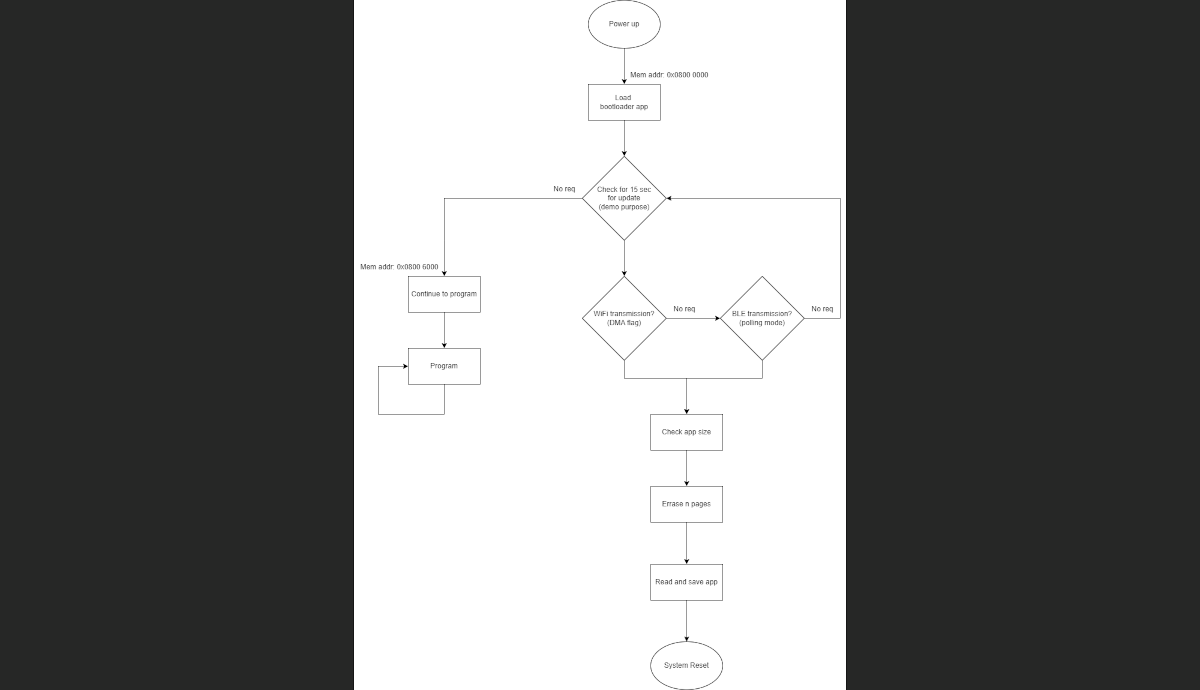 Power up
Mem addr: 0x0800 0000
Load
bootloader app
No req
Check for 15 sec
for update
(demo purpose)
Mem addr: 0x0800 6000
Continue to program
WiFi transmission?
(DMA flag)
No req
BLE transmission?
(polling mode)
No req
Program
Check app size
Errase n pages
Read and save app
System Reset